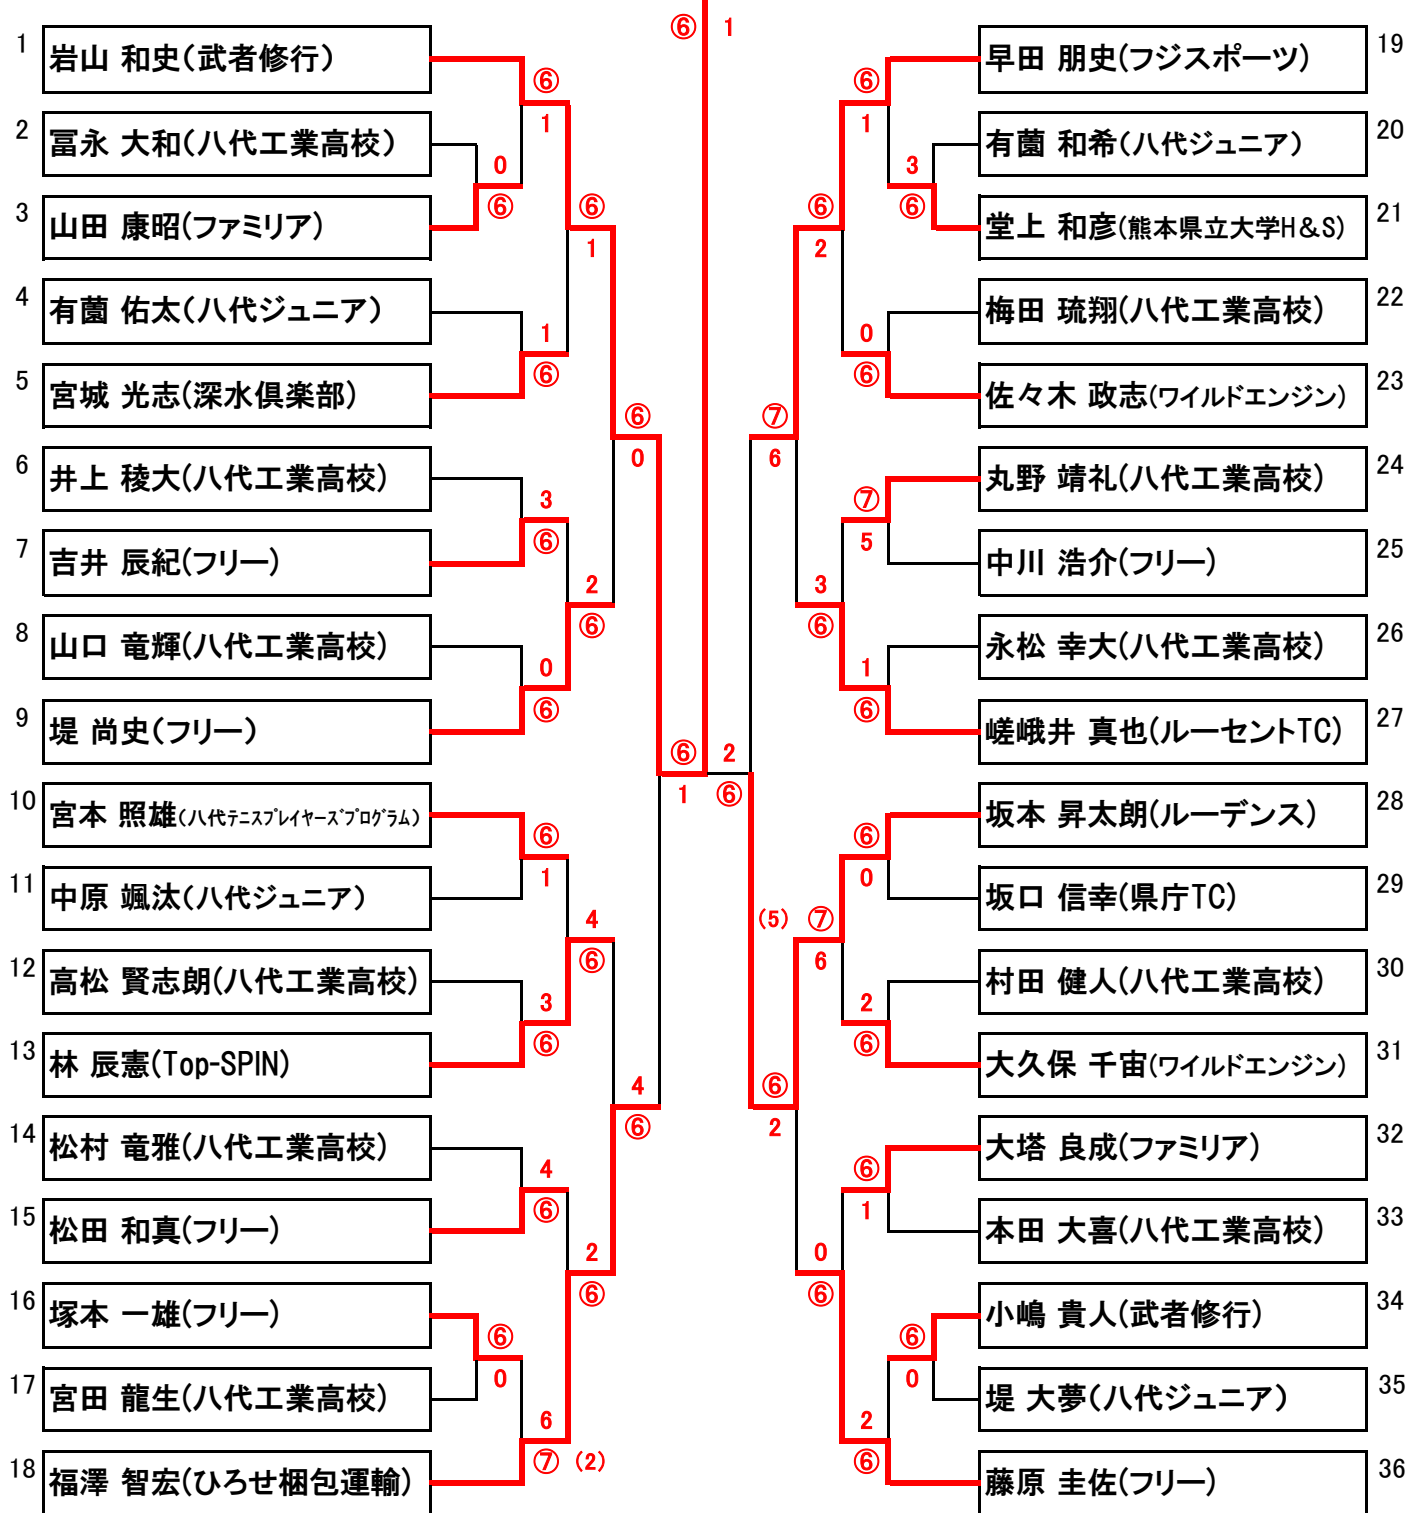 ⑥ 1
1 岩山 和史(武者修行)
⑥
1
2 冨永 大和(八代工業高校)
0
⑥
3 山田 康昭(ファミリア)
⑥
1
4 有薗 佑太(八代ジュニア)
1
⑥
5 宮城 光志(深水倶楽部)
⑥
0
6 井上 稜大(八代工業高校)
3
⑥
7 吉井 辰紀(フリー)
2
⑥
8 山口 竜輝(八代工業高校)
0
⑥
9 堤 尚史(フリー)
⑥ 2
1 ⑥
10 宮本 照雄(八代テニスプレイヤーズプログラム)
⑥
1
11 中原 颯汰(八代ジュニア)
4
⑥
12 高松 賢志朗(八代工業高校)
3
⑥
13 林 辰憲(Top-SPIN)
4
⑥
14 松村 竜雅(八代工業高校)
4
⑥
15 松田 和真(フリー)
2
⑥
16 塚本 一雄(フリー)
⑥
0
17 宮田 龍生(八代工業高校)
6
⑦ (2)
18 福澤 智宏(ひろせ梱包運輸)
早田 朋史(フジスポーツ) 19
⑥
1
有薗 和希(八代ジュニア) 20
3
⑥
堂上 和彦(熊本県立大学H&S) 21
⑥
2
梅田 琉翔(八代工業高校) 22
0
⑥
佐々木 政志(ワイルドエンジン) 23
⑦
6
丸野 靖礼(八代工業高校) 24
⑦
5
中川 浩介(フリー) 25
3
⑥
永松 幸大(八代工業高校) 26
1
⑥
嵯峨井 真也(ルーセントTC) 27
坂本 昇太朗(ルーデンス) 28
⑥
0
坂口 信幸(県庁TC) 29
(5) ⑦
6
村田 健人(八代工業高校) 30
2
⑥
大久保 千宙(ワイルドエンジン) 31
⑥
2
大塔 良成(ファミリア) 32
⑥
1
本田 大喜(八代工業高校) 33
0
⑥
小嶋 貴人(武者修行) 34
⑥
0
堤 大夢(八代ジュニア) 35
2
⑥
藤原 圭佐(フリー) 36